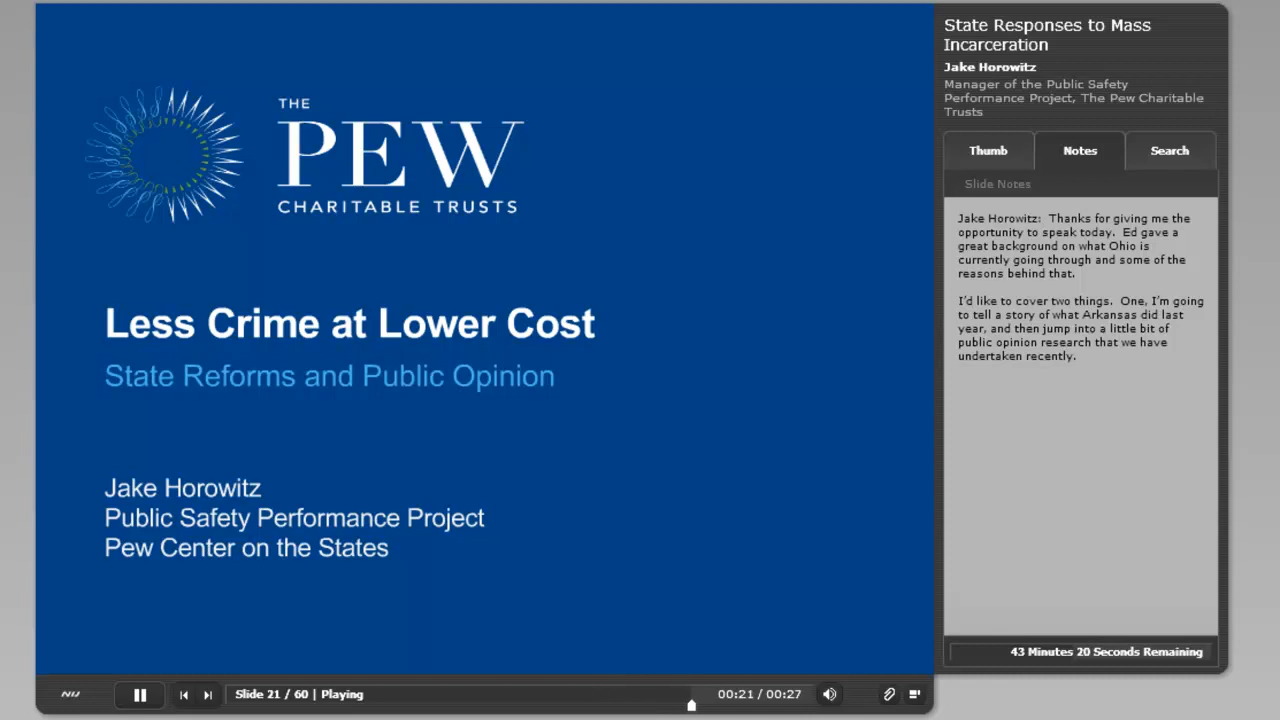 THE
PEW
CHARITABLE TRUSTS
Less Crime at Lower Cost
State Reforms and Public Opinion
Jake Horowitz
Public Safety Performance Project
Pew Center on the States
State Responses to Mass
Incarceration
Jake Horowitz
Manager of the Public Safety
Performance Project, The Pew Charitable
Trusts
Thumb
Notes
Search
Slide Notes
Jake Horowitz: Thanks for giving me the
opportunity to speak today. Ed gave a
great background on what Ohio is
currently going through and some of the
reasons behind that.
I'd like to cover two things. One, I'm going
to tell a story of what Arkansas did last
year, and then jump into a little bit of
public opinion research that we have
undertaken recently.
43 Minutes 20 Seconds Remaining
Slide 21 / 60 | Playing
00:21 / 00:27